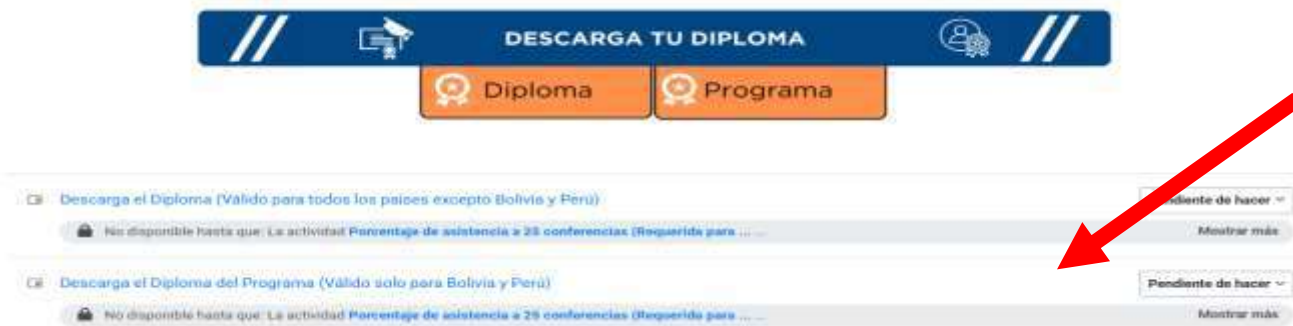 DESCARGA TU DIPLOMA
Diploma Programa
Descarga el Diploma (Válido para todos los países excepto Bolivia y Perú) Pendiente de hacer
No disponible hasta que: La actividad Porcentaje de asistencia a 25 conferencias (Requerida para ... ... Mostrar más
Descarga el Diploma del Programa (Válido solo para Bolivia y Perú) Pendiente de hacer
No disponible hasta que: La actividad Porcentaje de asistencia a 25 conferencias (Requerida para ... ... Mostrar más